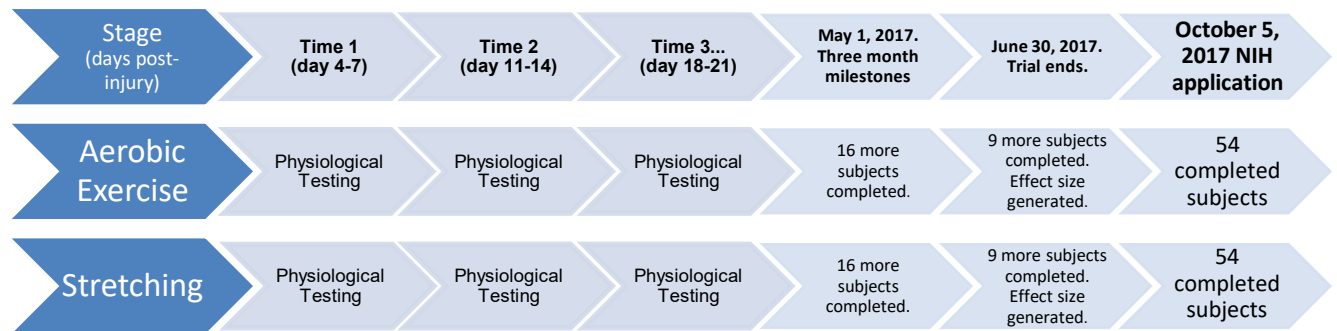 Stage
(days post-
injury)
Time 1
(day 4-7)
Time 2
(day 11-14)
Time 3...
(day 18-21)
May 1, 2017.
Three month
milestones
June 30, 2017.
Trial ends.
October 5,
2017 NIH
application
Aerobic
Exercise
Physiological
Testing
Physiological
Testing
Physiological
Testing
16 more
subjects
completed.
9 more subjects
completed.
Effect size
generated.
54
completed
subjects
Stretching
Physiological
Testing
Physiological
Testing
Physiological
Testing
16 more
subjects
completed.
9 more subjects
completed.
Effect size
generated.
54
completed
subjects